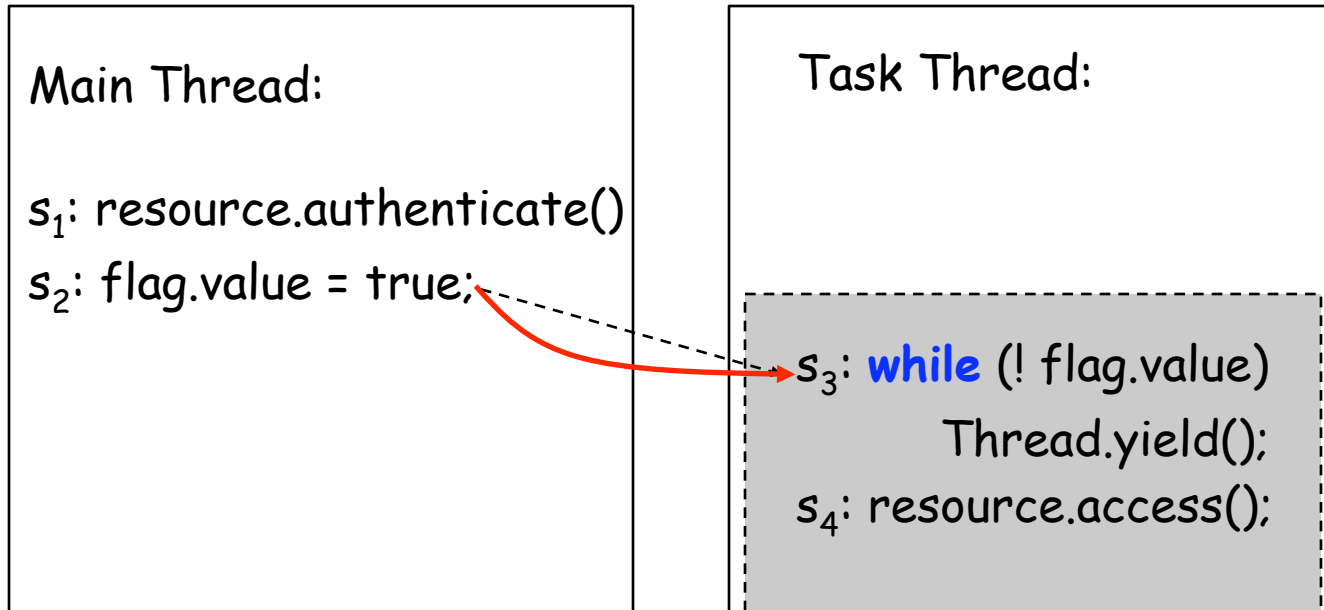 Main Thread:
s₁: resource.authenticate()
s₂: flag.value = true;
Task Thread:
s₃: while (! flag.value)
Thread.yield();
s₄: resource.access();